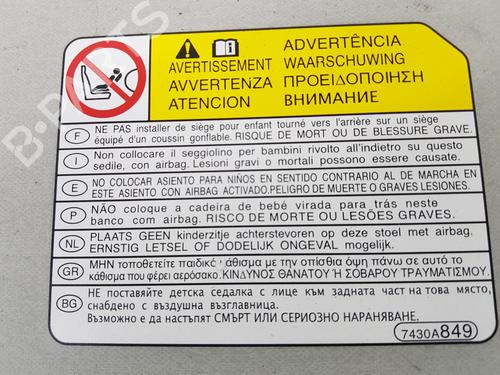 AVERTISSEMENT
AVVERTENZA
ATENCION
ADVERTÊNCIA
WAARSCHUWING
ΠΡΟΕΙΔΟΠΟΙΗΣΗ
ВНИМАНИЕ
F NE PAS installer de siège pour enfant tourné vers l'arrière sur un siège
équipé d'un coussin gonflable. RISQUE DE MORT OU DE BLESSURE GRAVE.
I Non collocare il seggiolino per bambini rivolto all'indietro su questo
sedile, con airbag. Lesioni gravi o mortali possono essere causate.
E NO COLOCAR ASIENTO PARA NIÑOS EN SENTIDO CONTRARIO AL DE MARCHA EN
ESTE ASIENTO CON AIRBAG ACTIVADO.PELIGRO DE MUERTE O GRAVES LESIONES.
P NÃO coloque a cadeira de bebé virada para trás neste
banco com airbag. RISCO DE MORTE OU LESÕES GRAVES.
NL PLAATS GEEN kinderzitje achterstevoren op deze stoel met airbag.
ERNSTIG LETSEL OF DODELIJK ONGEVAL mogelijk.
GR ΜΗΝ τοποθετείτε παιδικό κάθισμα με την οπίσθια όψη πάνω σε αυτό το
κάθισμα που φέρει αερόσακο.ΚΙΝΔΥΝΟΣ ΘΑΝΑΤΟΥ Ή ΣΟΒΑΡΟΥ ΤΡΑΥΜΑΤΙΣΜΟΥ.
BG НЕ поставяйте детска седалка с лице към задната част на това място,
снабдено с въздушна възглавница.
Възможно е да настъпят СМЪРТ ИЛИ СЕРИОЗНО НАРАНЯВАНЕ.
7430A849
B-PARTS